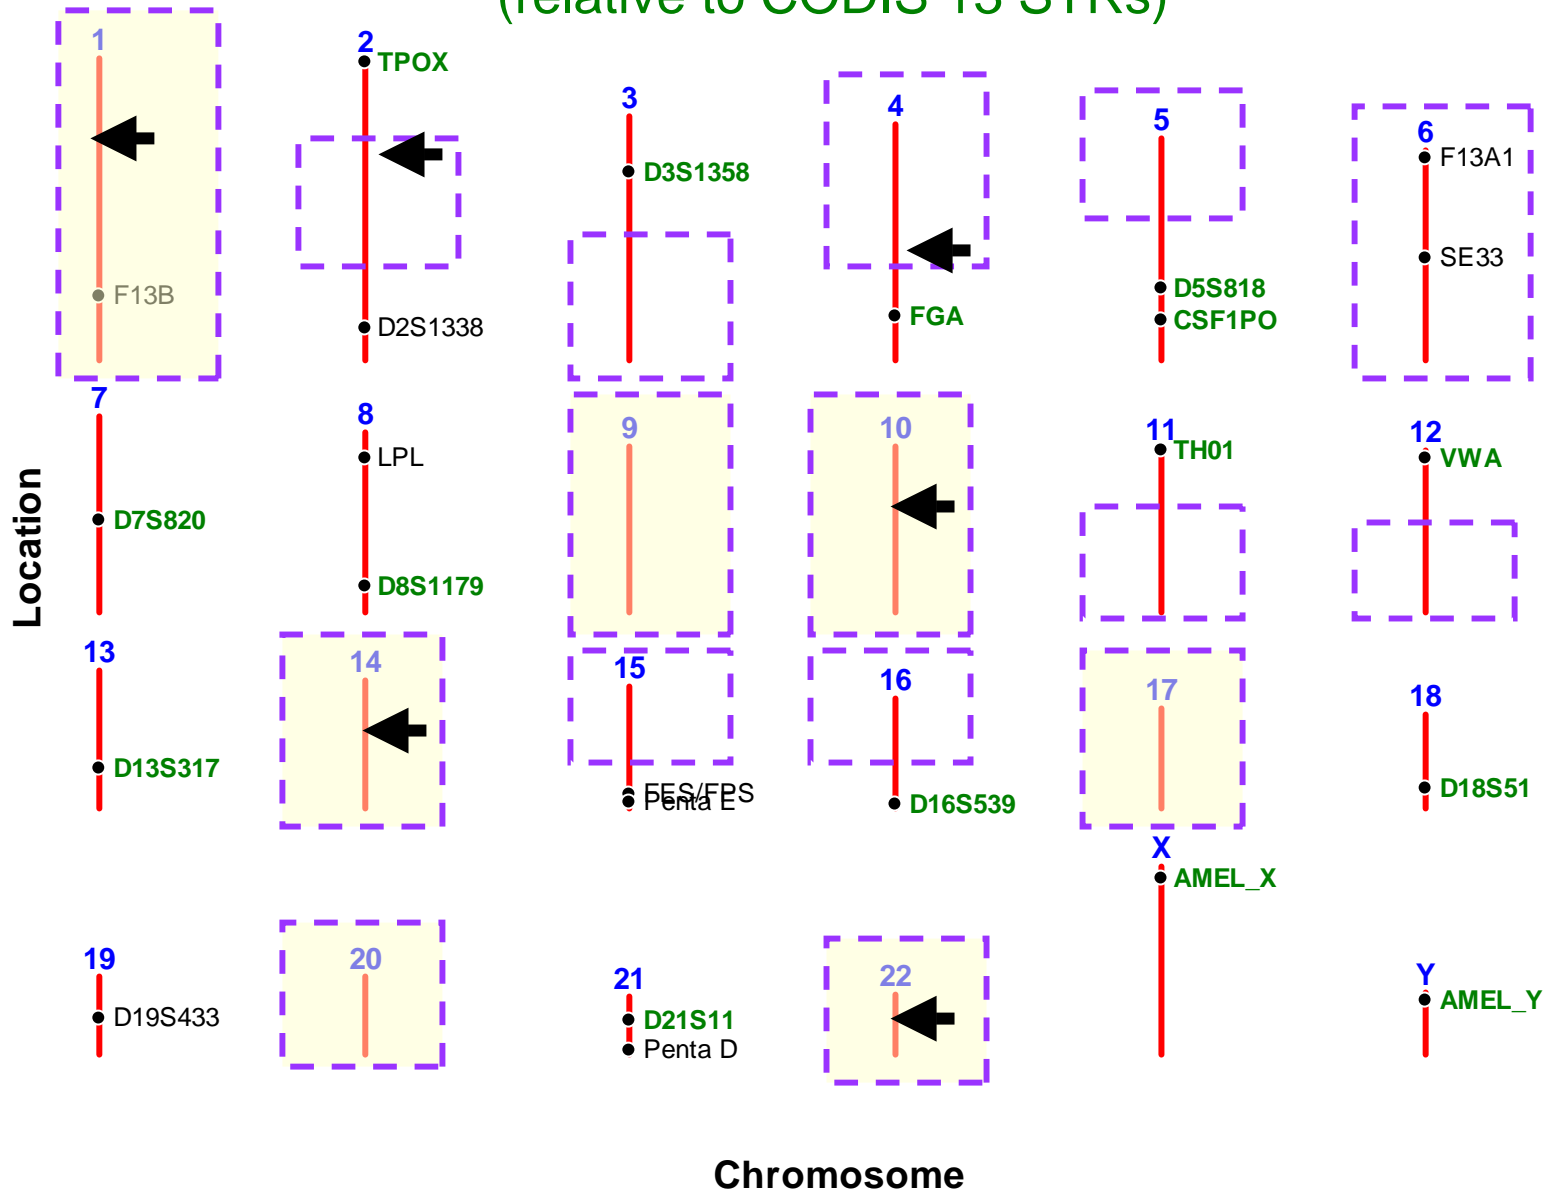 (relative to CODIS 13 STRs)
1
2
TPOX
3
4
5
6
F13A1
D3S1358
SE33
D5S818
F13B
FGA
CSF1PO
D2S1338
7
8
9
10
11
TH01
12
VWA
LPL
D7S820
D8S1179
Location
13
14
15
16
17
18
D13S317
FES/FPS
Penta E
D16S539
D18S51
X
AMEL_X
19
20
21
22
Y
AMEL_Y
D19S433
D21S11
Penta D
Chromosome